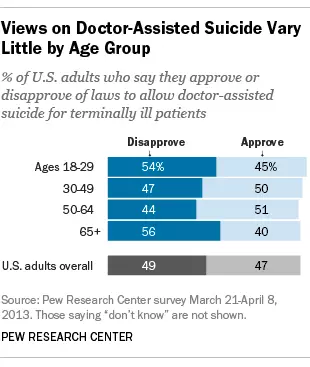 Views on Doctor-Assisted Suicide Vary
Little by Age Group
% of U.S. adults who say they approve or
disapprove of laws to allow doctor-assisted
suicide for terminally ill patients
Disapprove Approve
Ages 18-29 54% 45%
30-49 47 50
50-64 44 51
65+ 56 40
U.S. adults overall 49 47
Source: Pew Research Center survey March 21-April 8,
2013. Those saying “don’t know” are not shown.
PEW RESEARCH CENTER